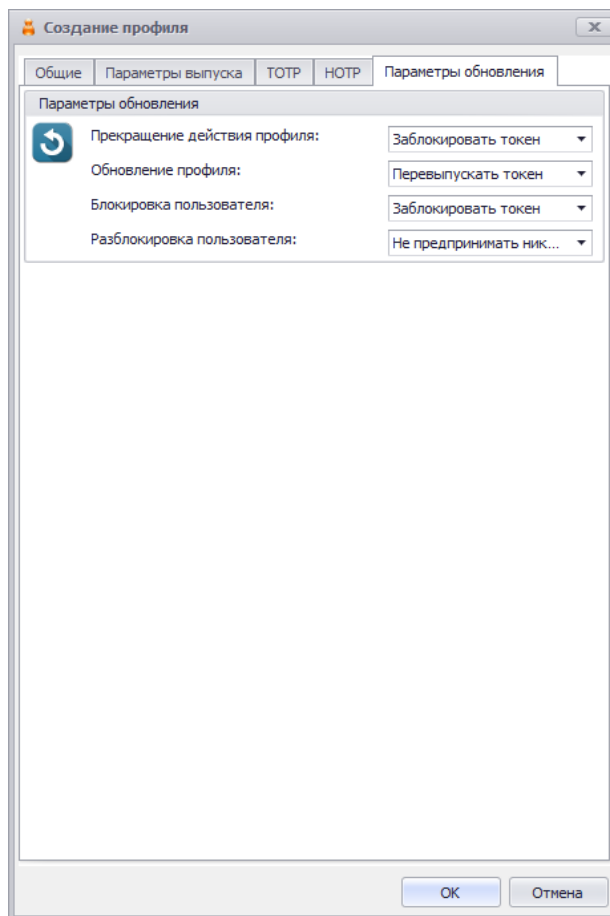 Создание профиля
Общие Параметры выпуска TOTP HOTP Параметры обновления
Параметры обновления
Прекращение действия профиля: Заблокировать токен
Обновление профиля: Перевыпускать токен
Блокировка пользователя: Заблокировать токен
Разблокировка пользователя: Не предпринимать ник...
ОК Отмена